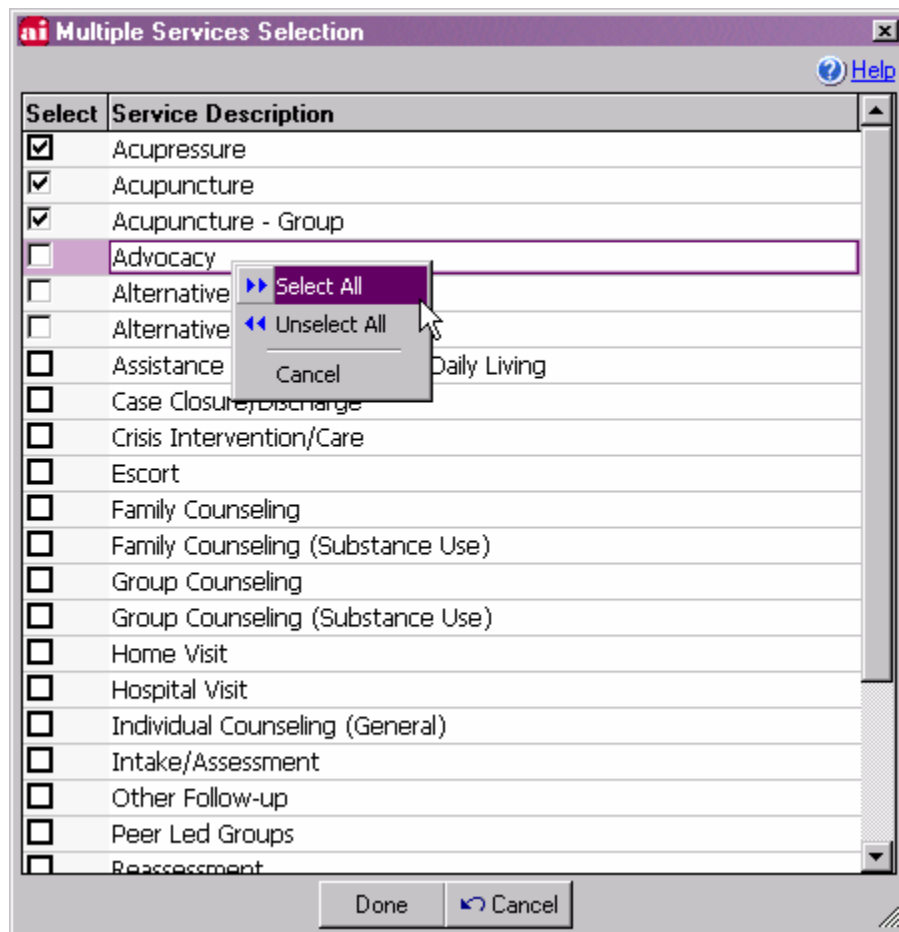 ai Multiple Services Selection
Help
Select Service Description
Acupressure
Acupuncture
Acupuncture - Group
Advocacy
Alternative
Select All
Alternative
Unselect All
Assistance Daily Living
Cancel
Case Closure/Discharge
Crisis Intervention/Care
Escort
Family Counseling
Family Counseling (Substance Use)
Group Counseling
Group Counseling (Substance Use)
Home Visit
Hospital Visit
Individual Counseling (General)
Intake/Assessment
Other Follow-up
Peer Led Groups
Reassessment
Done Cancel